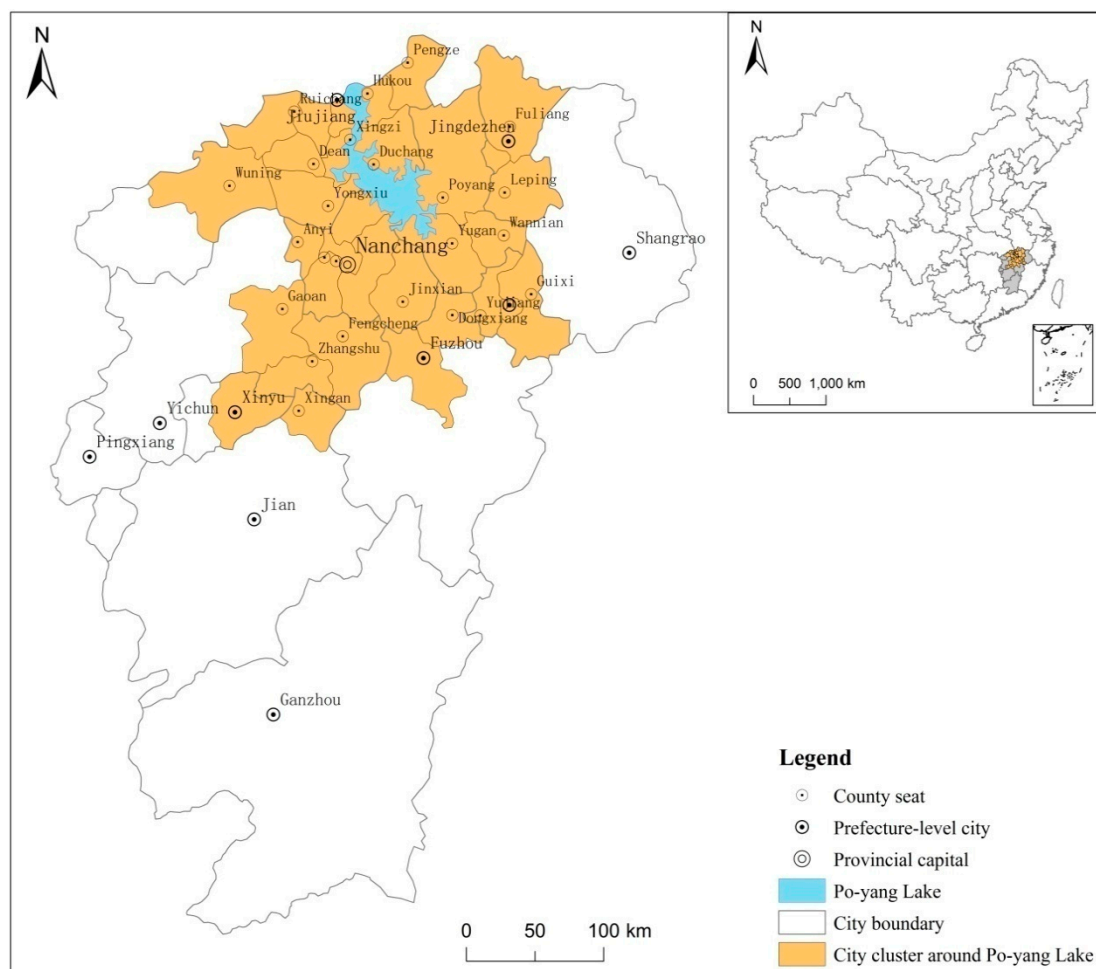 N
Pengze
Hukou
Ruichang
Jiujiang
Xingzi
Fuliang
Jingdezhen
Dean
Duchang
Wuning
Yongxiu
Poyang
Leping
Anyi
Nanchang
Yugan
Wannian
Shangrao
Gaoan
Jinxian
Guixi
Yujiang
Dongxiang
Fengcheng
Zhangshu
Fuzhou
Xinyu
Xingan
Yichun
Pingxiang
Jian
Ganzhou
0 50 100 km
N
0 500 1,000 km
Legend
County seat
Prefecture-level city
Provincial capital
Po-yang Lake
City boundary
City cluster around Po-yang Lake